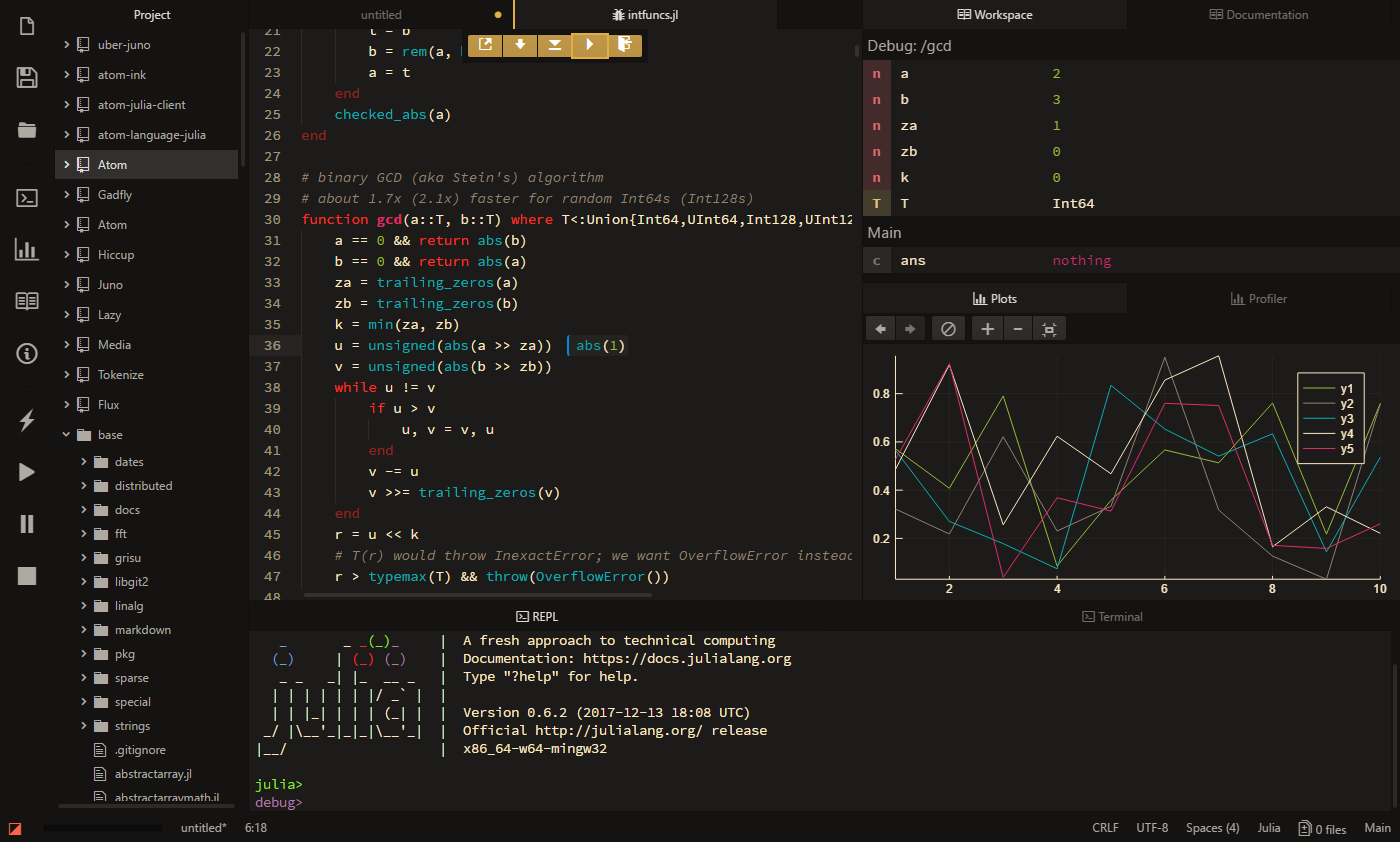 Project
uber-juno
atom-ink
atom-julia-client
atom-language-julia
Atom
Gadfly
Atom
Hiccup
Juno
Lazy
Media
Tokenize
Flux
base
dates
distributed
docs
fft
grisu
libgit2
linalg
markdown
pkg
sparse
special
strings
.gitignore
abstractarray.jl
abstractarraymath.jl
untitled
intfuncs.jl
21 t = b
22 b = rem(a,
23 a = t
24 end
25 checked_abs(a)
26 end
27
28 # binary GCD (aka Stein's) algorithm
29 # about 1.7x (2.1x) faster for random Int64s (Int128s)
30 function gcd(a::T, b::T) where T<:Union{Int64,UInt64,Int128,UInt12
31 a == 0 && return abs(b)
32 b == 0 && return abs(a)
33 za = trailing_zeros(a)
34 zb = trailing_zeros(b)
35 k = min(za, zb)
36 u = unsigned(abs(a >> za)) abs(1)
37 v = unsigned(abs(b >> zb))
38 while u != v
39 if u > v
40 u, v = v, u
41 end
42 v -= u
43 v >>= trailing_zeros(v)
44 end
45 r = u << k
46 # T(r) would throw InexactError; we want OverflowError instead
47 r > typemax(T) && throw(OverflowError())
48
Workspace
Documentation
Debug: /gcd
n a 2
n b 3
n za 1
n zb 0
n k 0
T T Int64
Main
c ans nothing
Plots
Profiler
0.8
0.6
0.4
0.2
2 4 6 8 10
y1
y2
y3
y4
y5
REPL
Terminal
               _
   _       _ _(_)_     |  A fresh approach to technical computing
  (_)     | (_) (_)    |  Documentation: https://docs.julialang.org
   _ _   _| |_  __ _   |  Type "?help" for help.
  | | | | | | |/ _` |  |
  | | |_| | | | (_| |  |  Version 0.6.2 (2017-12-13 18:08 UTC)
 _/ |\__'_|_|_|\__'_|  |  Official http://julialang.org/ release
|__/                   |  x86_64-w64-mingw32
julia>
debug>
untitled* 6:18
CRLF UTF-8 Spaces (4) Julia 0 files Main